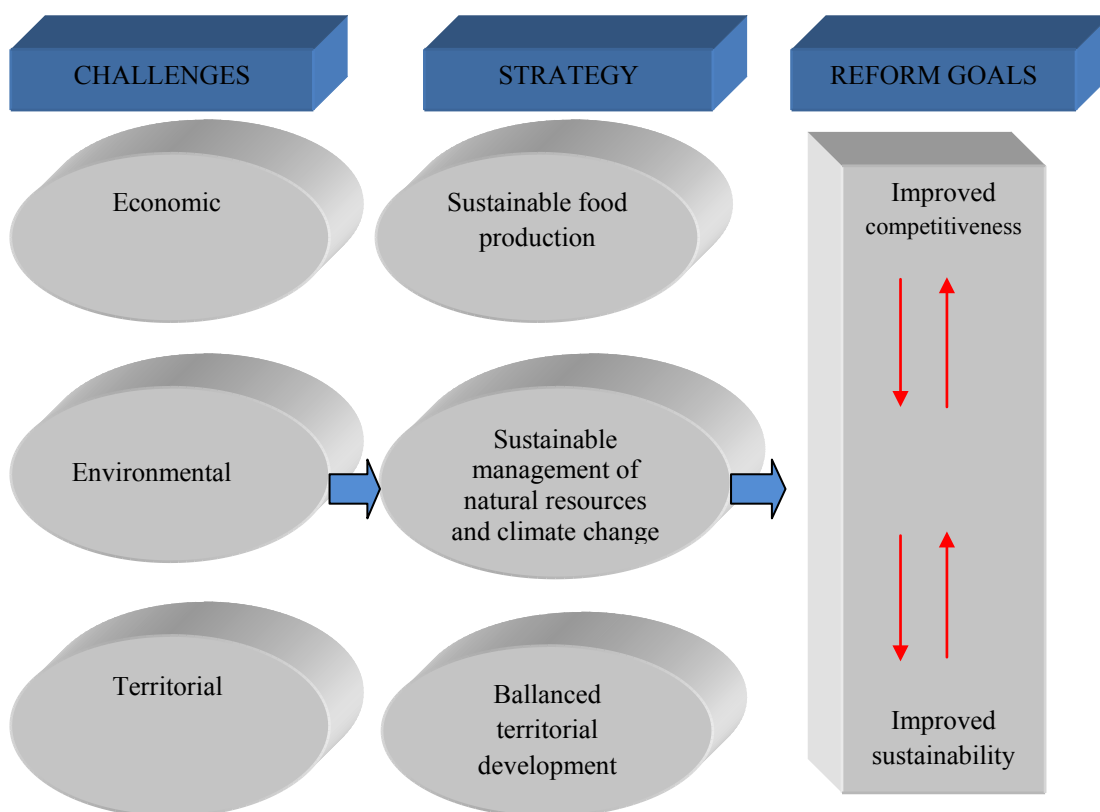 CHALLENGES
STRATEGY
REFORM GOALS
Economic
Sustainable food
production
Improved
competitiveness
Environmental
Sustainable
management of
natural resources
and climate change
Territorial
Ballanced
territorial
development
Improved
sustainability